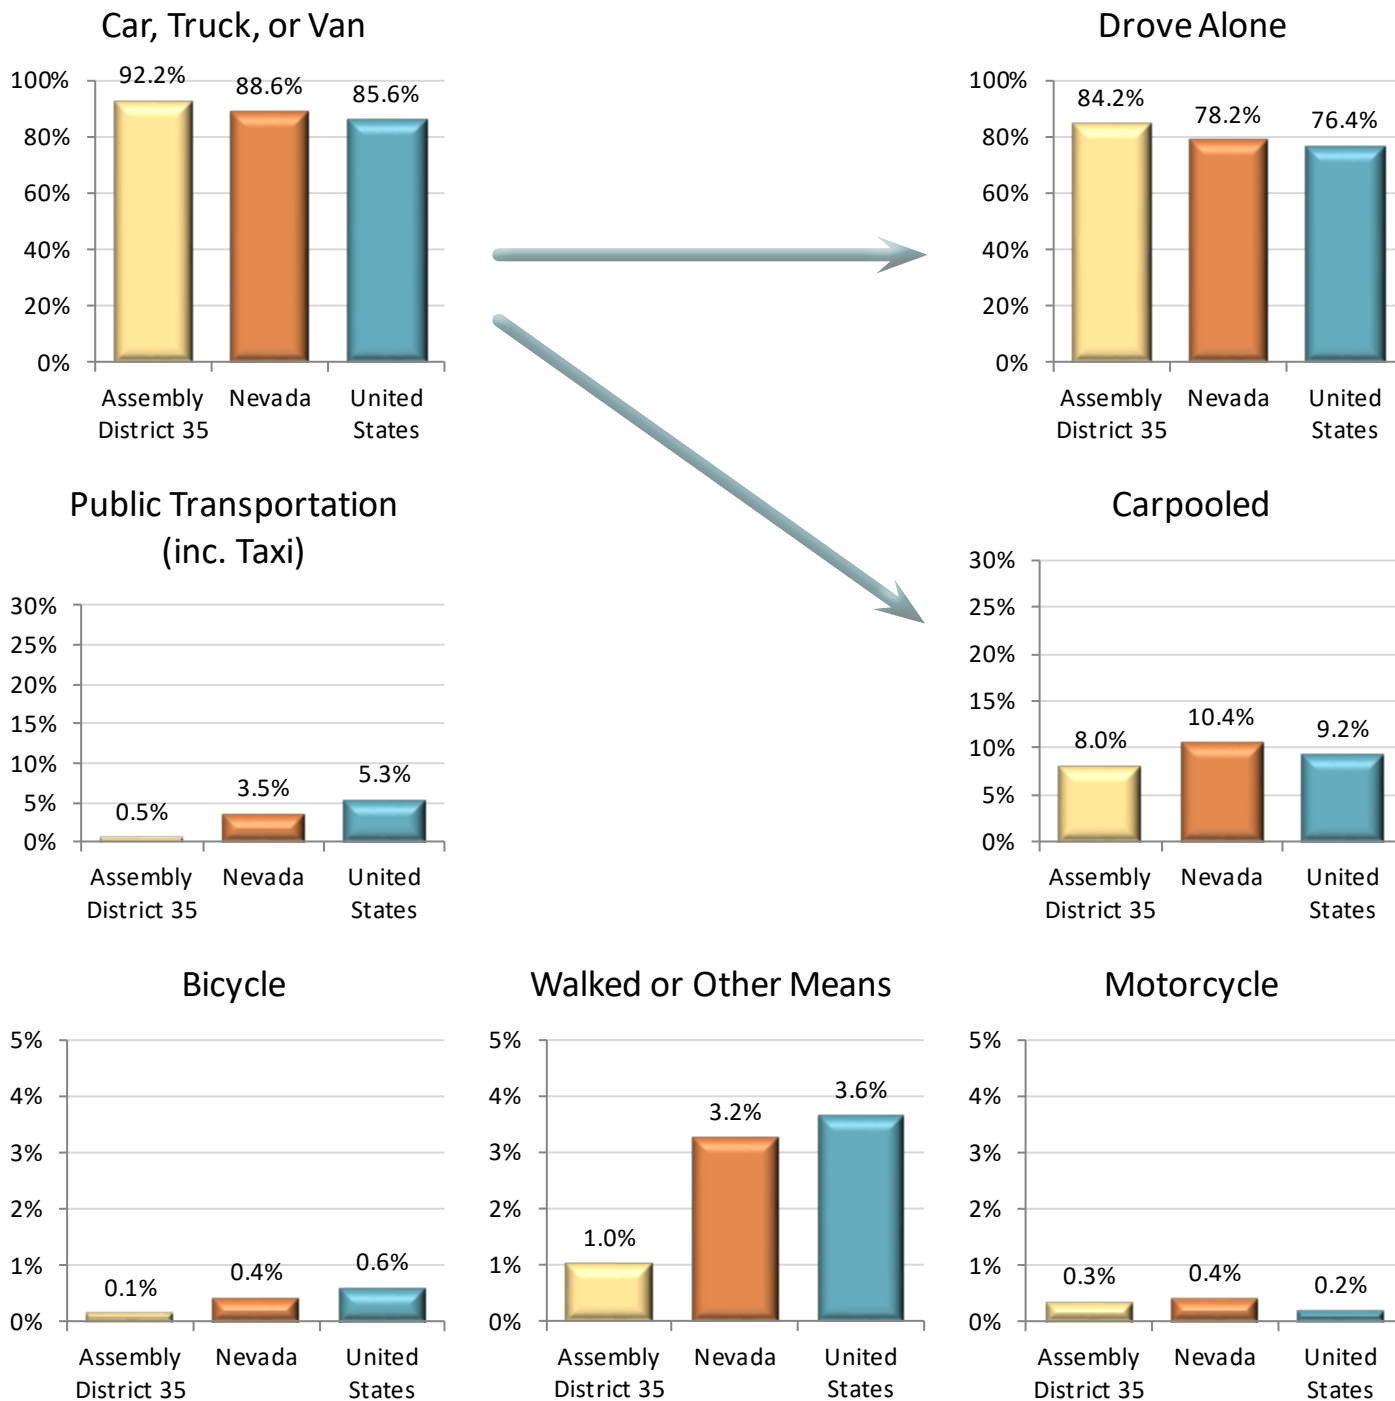 Car, Truck, or Van
100%
80%
60%
40%
20%
0%
92.2%
88.6%
85.6%
Assembly
District 35
Nevada
United
States
Drove Alone
100%
80%
60%
40%
20%
0%
84.2%
78.2%
76.4%
Assembly
District 35
Nevada
United
States
Public Transportation
(inc. Taxi)
30%
25%
20%
15%
10%
5%
0%
0.5%
3.5%
5.3%
Assembly
District 35
Nevada
United
States
Carpooled
30%
25%
20%
15%
10%
5%
0%
8.0%
10.4%
9.2%
Assembly
District 35
Nevada
United
States
Bicycle
5%
4%
3%
2%
1%
0%
0.1%
0.4%
0.6%
Assembly
District 35
Nevada
United
States
Walked or Other Means
5%
4%
3%
2%
1%
0%
1.0%
3.2%
3.6%
Assembly
District 35
Nevada
United
States
Motorcycle
5%
4%
3%
2%
1%
0%
0.3%
0.4%
0.2%
Assembly
District 35
Nevada
United
States